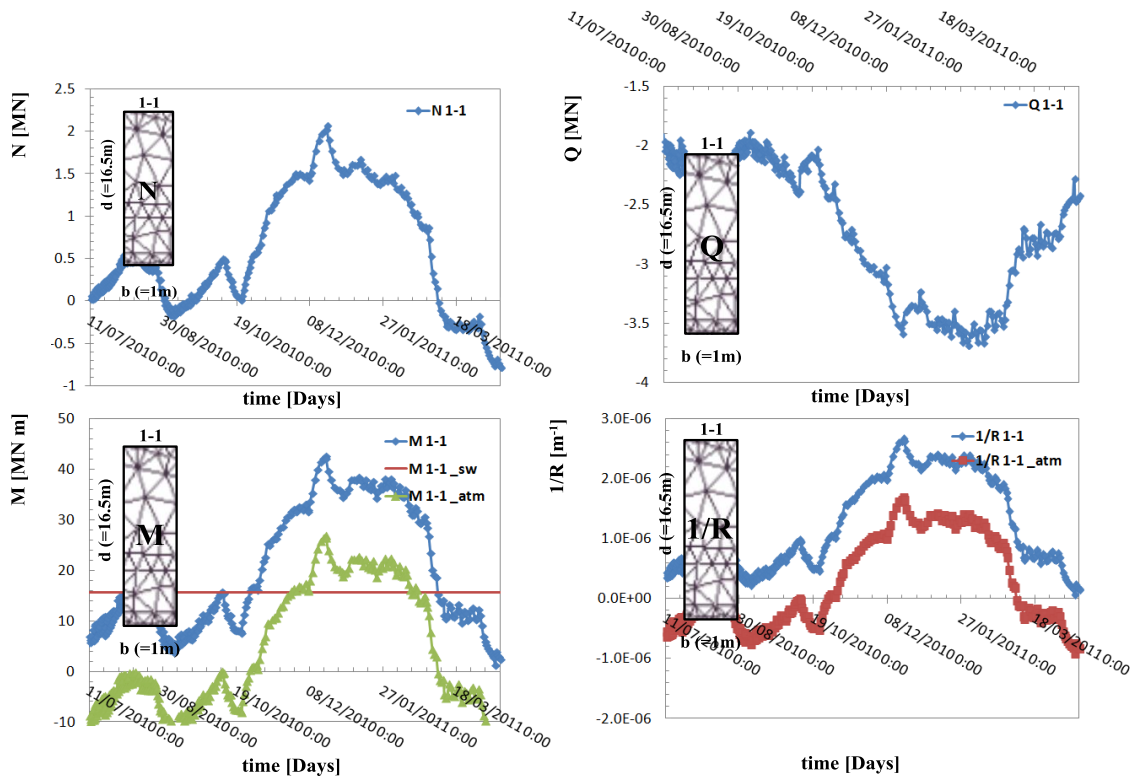 11/07/20100:00
30/08/20100:00
19/10/20100:00
08/12/20100:00
27/01/20110:00
18/03/20110:00
N [MN]
2.5
2
1.5
1
0.5
0
-0.5
-1
1-1
d (=16.5m)
N
b (=1m)
N 1-1
11/07/20100:00
30/08/20100:00
19/10/20100:00
08/12/20100:00
27/01/20110:00
18/03/20110:00
time [Days]
Q [MN]
-1.5
-2
-2.5
-3
-3.5
-4
1-1
d (=16.5m)
Q
b (=1m)
Q 1-1
time [Days]
M [MN m]
50
40
30
20
10
0
-10
1-1
d (=16.5m)
M
b (=1m)
M 1-1
M 1-1_sw
M 1-1_atm
11/07/20100:00
30/08/20100:00
19/10/20100:00
08/12/20100:00
27/01/20110:00
18/03/20110:00
time [Days]
1/R [m⁻¹]
3.0E-06
2.0E-06
1.0E-06
0.0E+00
-1.0E-06
-2.0E-06
1-1
d (=16.5m)
1/R
b (=1m)
1/R 1-1
1/R 1-1_atm
11/07/20100:00
30/08/20100:00
19/10/20100:00
08/12/20100:00
27/01/20110:00
18/03/20110:00
time [Days]